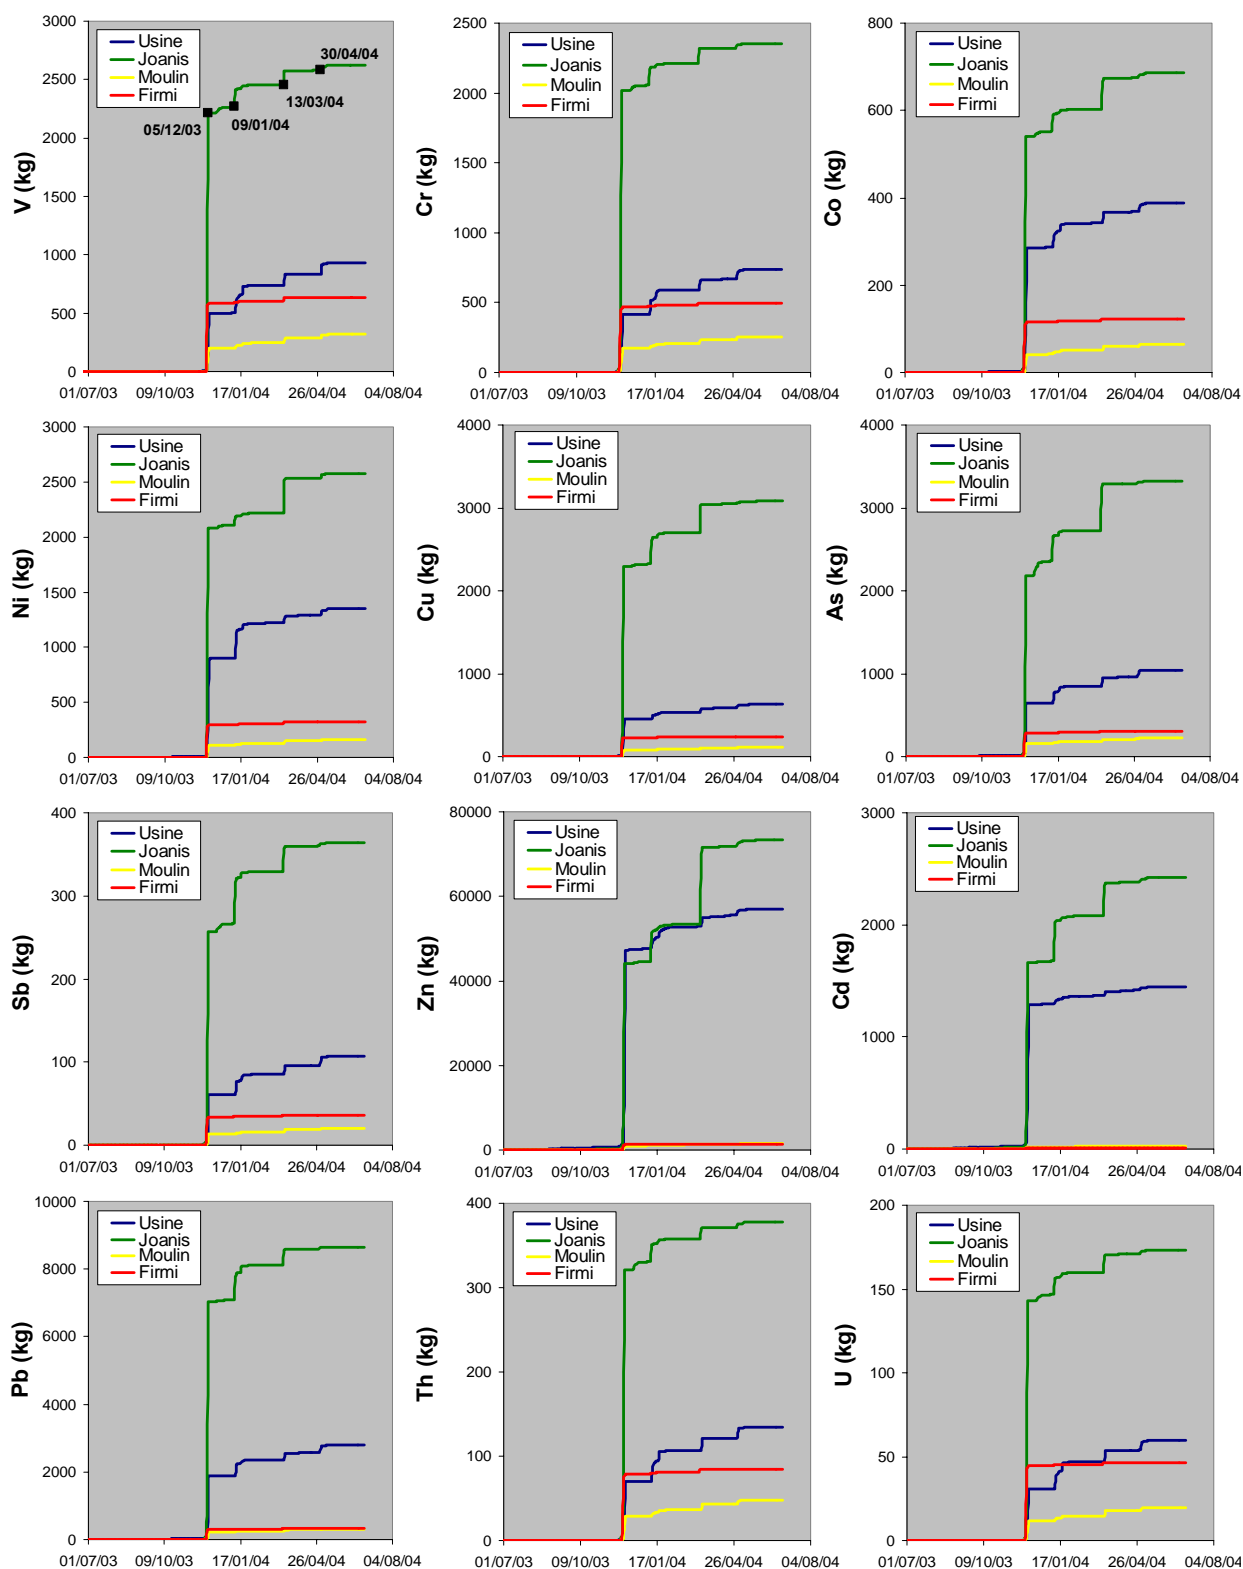 3000
2500
2000
1500
1000
500
0
V (kg)
Usine
Joanis
Moulin
Firmi
30/04/04
13/03/04
05/12/03
09/01/04
01/07/03 09/10/03 17/01/04 26/04/04 04/08/04
2500
2000
1500
1000
500
0
Cr (kg)
Usine
Joanis
Moulin
Firmi
01/07/03 09/10/03 17/01/04 26/04/04 04/08/04
800
600
400
200
0
Co (kg)
Usine
Joanis
Moulin
Firmi
01/07/03 09/10/03 17/01/04 26/04/04 04/08/04
3000
2500
2000
1500
1000
500
0
Ni (kg)
Usine
Joanis
Moulin
Firmi
01/07/03 09/10/03 17/01/04 26/04/04 04/08/04
4000
3000
2000
1000
0
Cu (kg)
Usine
Joanis
Moulin
Firmi
01/07/03 09/10/03 17/01/04 26/04/04 04/08/04
4000
3000
2000
1000
0
As (kg)
Usine
Joanis
Moulin
Firmi
01/07/03 09/10/03 17/01/04 26/04/04 04/08/04
400
300
200
100
0
Sb (kg)
Usine
Joanis
Moulin
Firmi
01/07/03 09/10/03 17/01/04 26/04/04 04/08/04
80000
60000
40000
20000
0
Zn (kg)
Usine
Joanis
Moulin
Firmi
01/07/03 09/10/03 17/01/04 26/04/04 04/08/04
3000
2000
1000
0
Cd (kg)
Usine
Joanis
Moulin
Firmi
01/07/03 09/10/03 17/01/04 26/04/04 04/08/04
10000
8000
6000
4000
2000
0
Pb (kg)
Usine
Joanis
Moulin
Firmi
01/07/03 09/10/03 17/01/04 26/04/04 04/08/04
400
300
200
100
0
Th (kg)
Usine
Joanis
Moulin
Firmi
01/07/03 09/10/03 17/01/04 26/04/04 04/08/04
200
150
100
50
0
U (kg)
Usine
Joanis
Moulin
Firmi
01/07/03 09/10/03 17/01/04 26/04/04 04/08/04